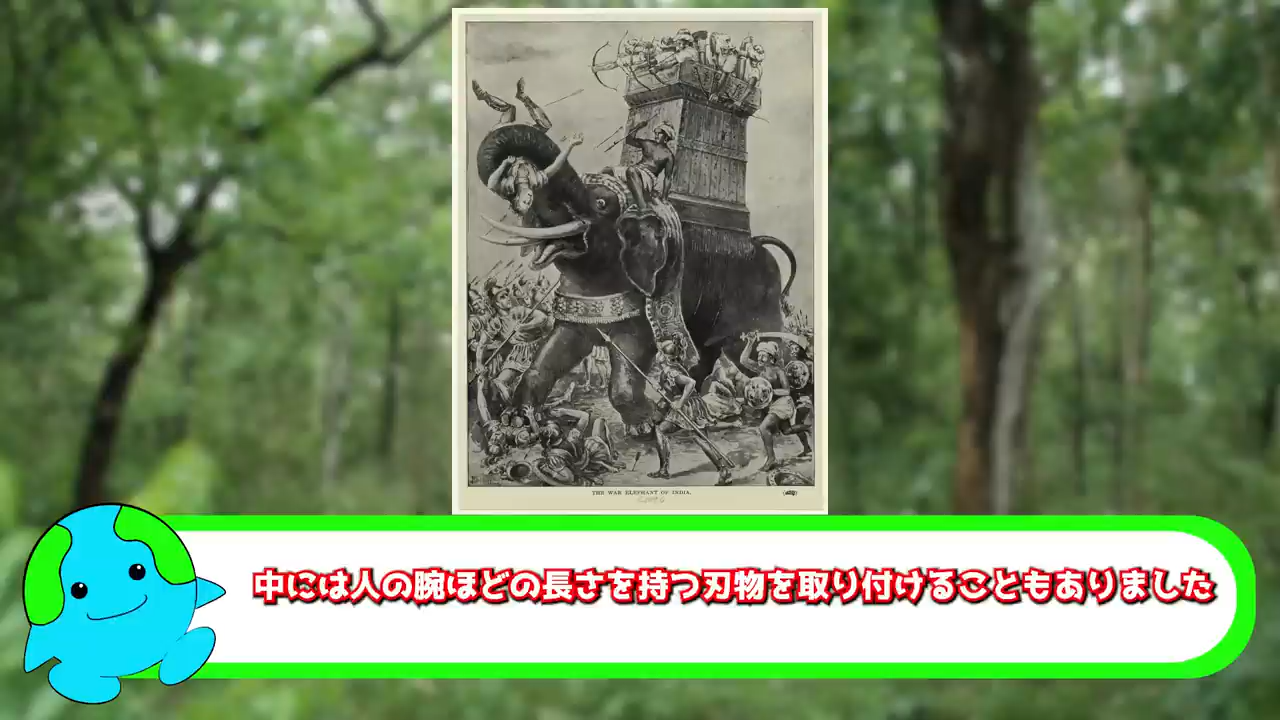 THE WAR ELEPHANT OF INDIA.
中には人の腕ほどの長さを持つ刃物を取り付けることもありました